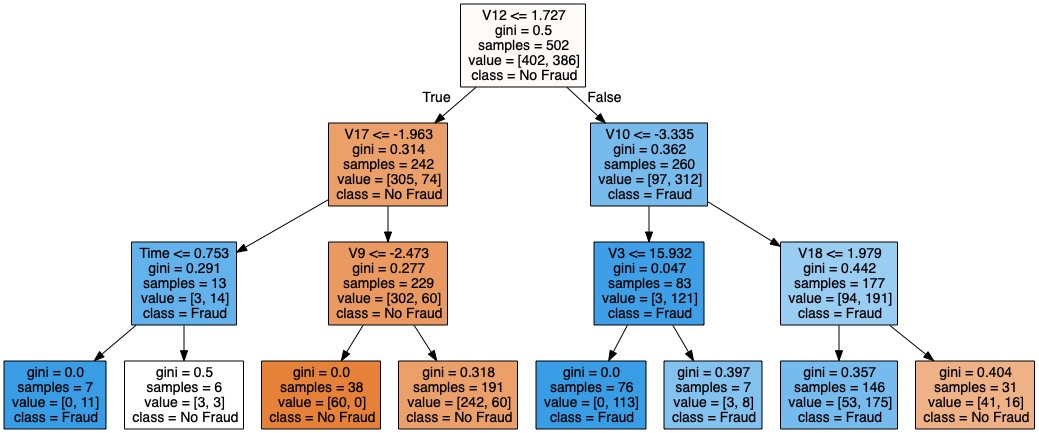 V12 <= 1.727
gini = 0.5
samples = 502
value = [402, 386]
class = No Fraud
True
False
V17 <= -1.963
gini = 0.314
samples = 242
value = [305, 74]
class = No Fraud
V10 <= -3.335
gini = 0.362
samples = 260
value = [97, 312]
class = Fraud
Time <= 0.753
gini = 0.291
samples = 13
value = [3, 14]
class = Fraud
V9 <= -2.473
gini = 0.277
samples = 229
value = [302, 60]
class = No Fraud
V3 <= 15.932
gini = 0.047
samples = 83
value = [3, 121]
class = Fraud
V18 <= 1.979
gini = 0.442
samples = 177
value = [94, 191]
class = Fraud
gini = 0.0
samples = 7
value = [0, 11]
class = Fraud
gini = 0.5
samples = 6
value = [3, 3]
class = No Fraud
gini = 0.0
samples = 38
value = [60, 0]
class = No Fraud
gini = 0.318
samples = 191
value = [242, 60]
class = No Fraud
gini = 0.0
samples = 76
value = [0, 113]
class = Fraud
gini = 0.397
samples = 7
value = [3, 8]
class = Fraud
gini = 0.357
samples = 146
value = [53, 175]
class = Fraud
gini = 0.404
samples = 31
value = [41, 16]
class = No Fraud